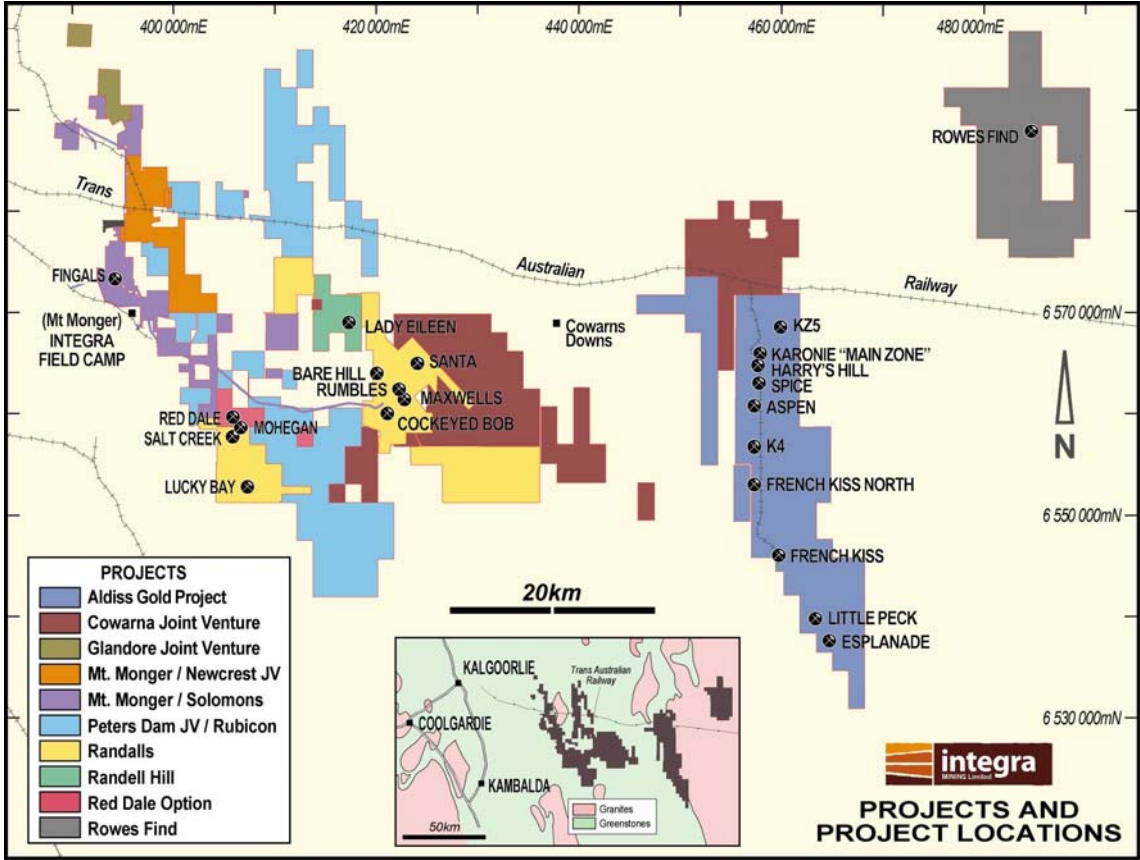 400 000mE
420 000mE
460 000mE
480 000mE
ROWES FIND
Trans
Australian
Railway
FINGALS
(Mt Monger)
INTEGRA
FIELD CAMP
6 570 000mN
LADY EILEEN
Cowarns
Downs
KZ5
KARONIE "MAIN ZONE"
HARRY'S HILL
SPICE
ASPEN
SANTA
BARE HILL
RUMBLES
MAXWELLS
COCKEYED BOB
RED DALE
MOHEGAN
SALT CREEK
LUCKY BAY
N
K4
FRENCH KISS NORTH
6 550 000mN
FRENCH KISS
20km
LITTLE PECK
ESPLANADE
6 530 000mN
PROJECTS
Aldiss Gold Project
Cowarna Joint Venture
Glandore Joint Venture
Mt. Monger / Newcrest JV
Mt. Monger / Solomons
Peters Dam JV / Rubicon
Randalls
Randell Hill
Red Dale Option
Rowes Find
KALGOORLIE
Trans Australian
Railway
COOLGARDIE
KAMBALDA
50km
Granites
Greenstones
integra
MINING Limited
PROJECTS AND
PROJECT LOCATIONS